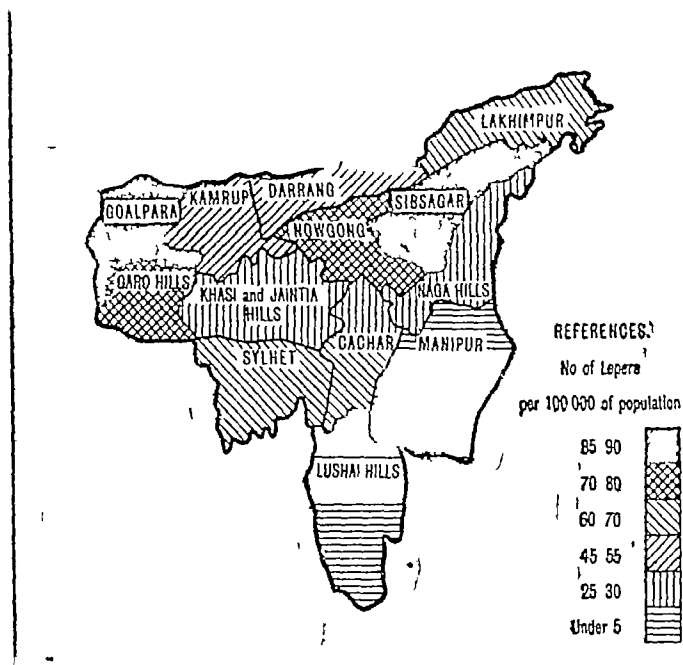 LAKHIMPUR
KAMRUP
DARRANG
GOALPARA
SIBSAGAR
NOWGONG
GARO HILLS
NAGA HILLS
KHASI and JAINTIA
HILLS
CACHAR
MANIPUR
SYLHET
LUSHAI HILLS
REFERENCES.
No of Lepers
per 100 000 of population
85 90
70 80
60 70
45 55
25 30
Under 5